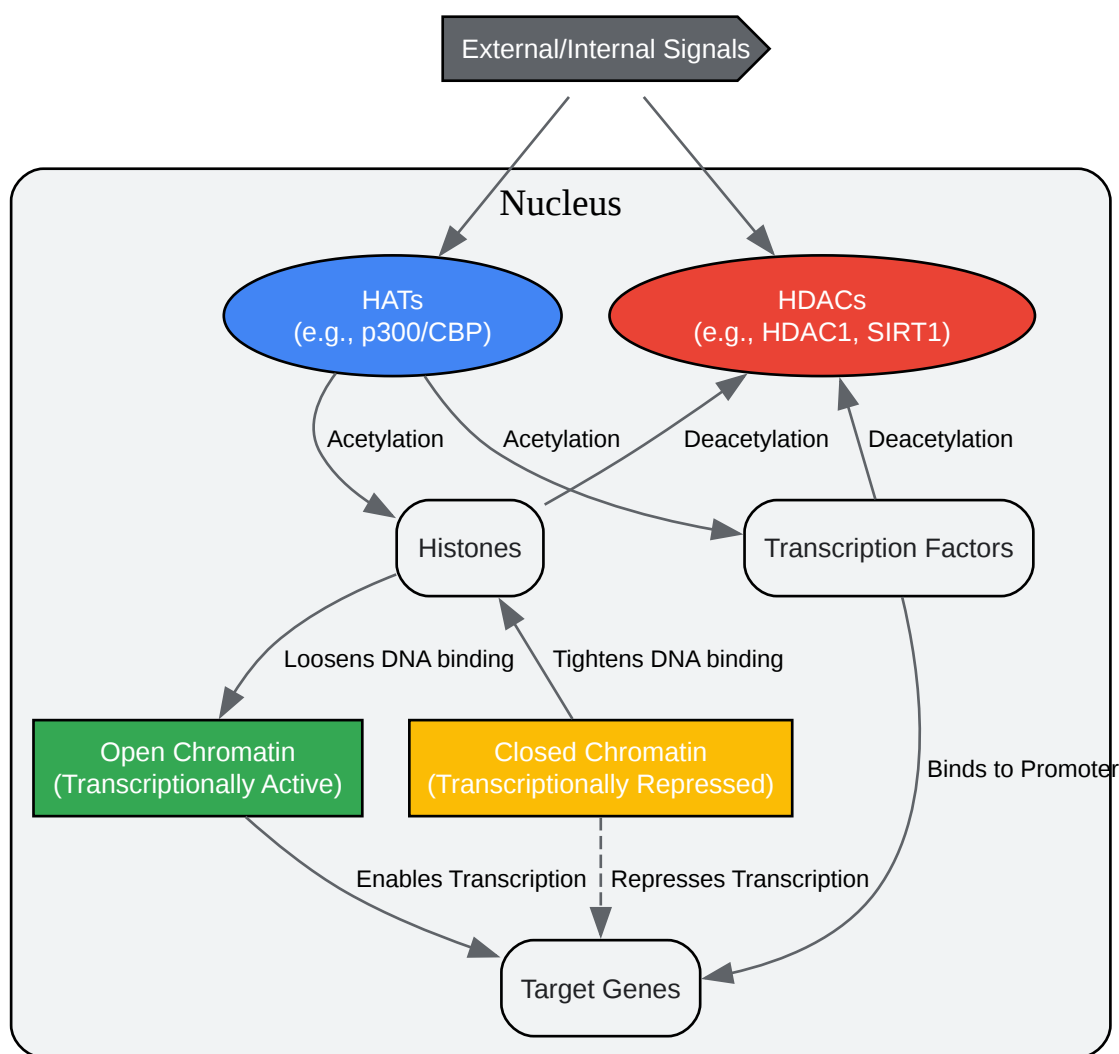 External/Internal Signals
Nucleus
HATs
(e.g., p300/CBP)
HDACs
(e.g., HDAC1, SIRT1)
Acetylation
Acetylation
Deacetylation
Deacetylation
Histones
Transcription Factors
Loosens DNA binding
Tightens DNA binding
Open Chromatin
(Transcriptionally Active)
Closed Chromatin
(Transcriptionally Repressed)
Binds to Promoter
Enables Transcription
Represses Transcription
Target Genes